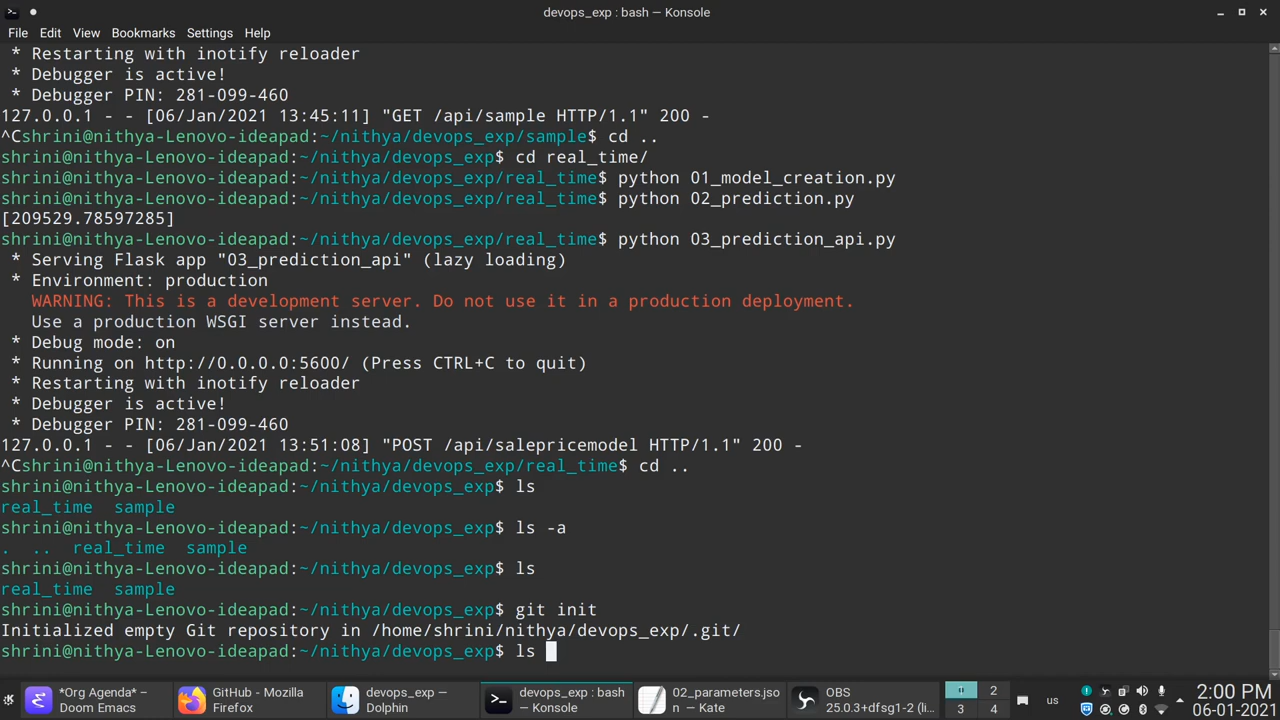 devops_exp : bash — Konsole
File Edit View Bookmarks Settings Help
* Restarting with inotify reloader
* Debugger is active!
* Debugger PIN: 281-099-460
127.0.0.1 - - [06/Jan/2021 13:45:11] "GET /api/sample HTTP/1.1" 200 -
^Cshrini@nithya-Lenovo-ideapad:~/nithya/devops_exp/sample$ cd ..
shrini@nithya-Lenovo-ideapad:~/nithya/devops_exp$ cd real_time/
shrini@nithya-Lenovo-ideapad:~/nithya/devops_exp/real_time$ python 01_model_creation.py
shrini@nithya-Lenovo-ideapad:~/nithya/devops_exp/real_time$ python 02_prediction.py
[209529.78597285]
shrini@nithya-Lenovo-ideapad:~/nithya/devops_exp/real_time$ python 03_prediction_api.py
* Serving Flask app "03_prediction_api" (lazy loading)
* Environment: production
WARNING: This is a development server. Do not use it in a production deployment.
Use a production WSGI server instead.
* Debug mode: on
* Running on http://0.0.0.0:5600/ (Press CTRL+C to quit)
* Restarting with inotify reloader
* Debugger is active!
* Debugger PIN: 281-099-460
127.0.0.1 - - [06/Jan/2021 13:51:08] "POST /api/salepricemodel HTTP/1.1" 200 -
^Cshrini@nithya-Lenovo-ideapad:~/nithya/devops_exp/real_time$ cd ..
shrini@nithya-Lenovo-ideapad:~/nithya/devops_exp$ ls
real_time sample
shrini@nithya-Lenovo-ideapad:~/nithya/devops_exp$ ls -a
. .. real_time sample
shrini@nithya-Lenovo-ideapad:~/nithya/devops_exp$ ls
real_time sample
shrini@nithya-Lenovo-ideapad:~/nithya/devops_exp$ git init
Initialized empty Git repository in /home/shrini/nithya/devops_exp/.git/
shrini@nithya-Lenovo-ideapad:~/nithya/devops_exp$ ls
*Org Agenda* – Doom Emacs
GitHub - Mozilla Firefox
devops_exp — Dolphin
devops_exp : bash — Konsole
02_parameters.json — Kate
OBS 25.0.3+dfsg1-2 (li...
2
3 4
us
2:00 PM
06-01-2021